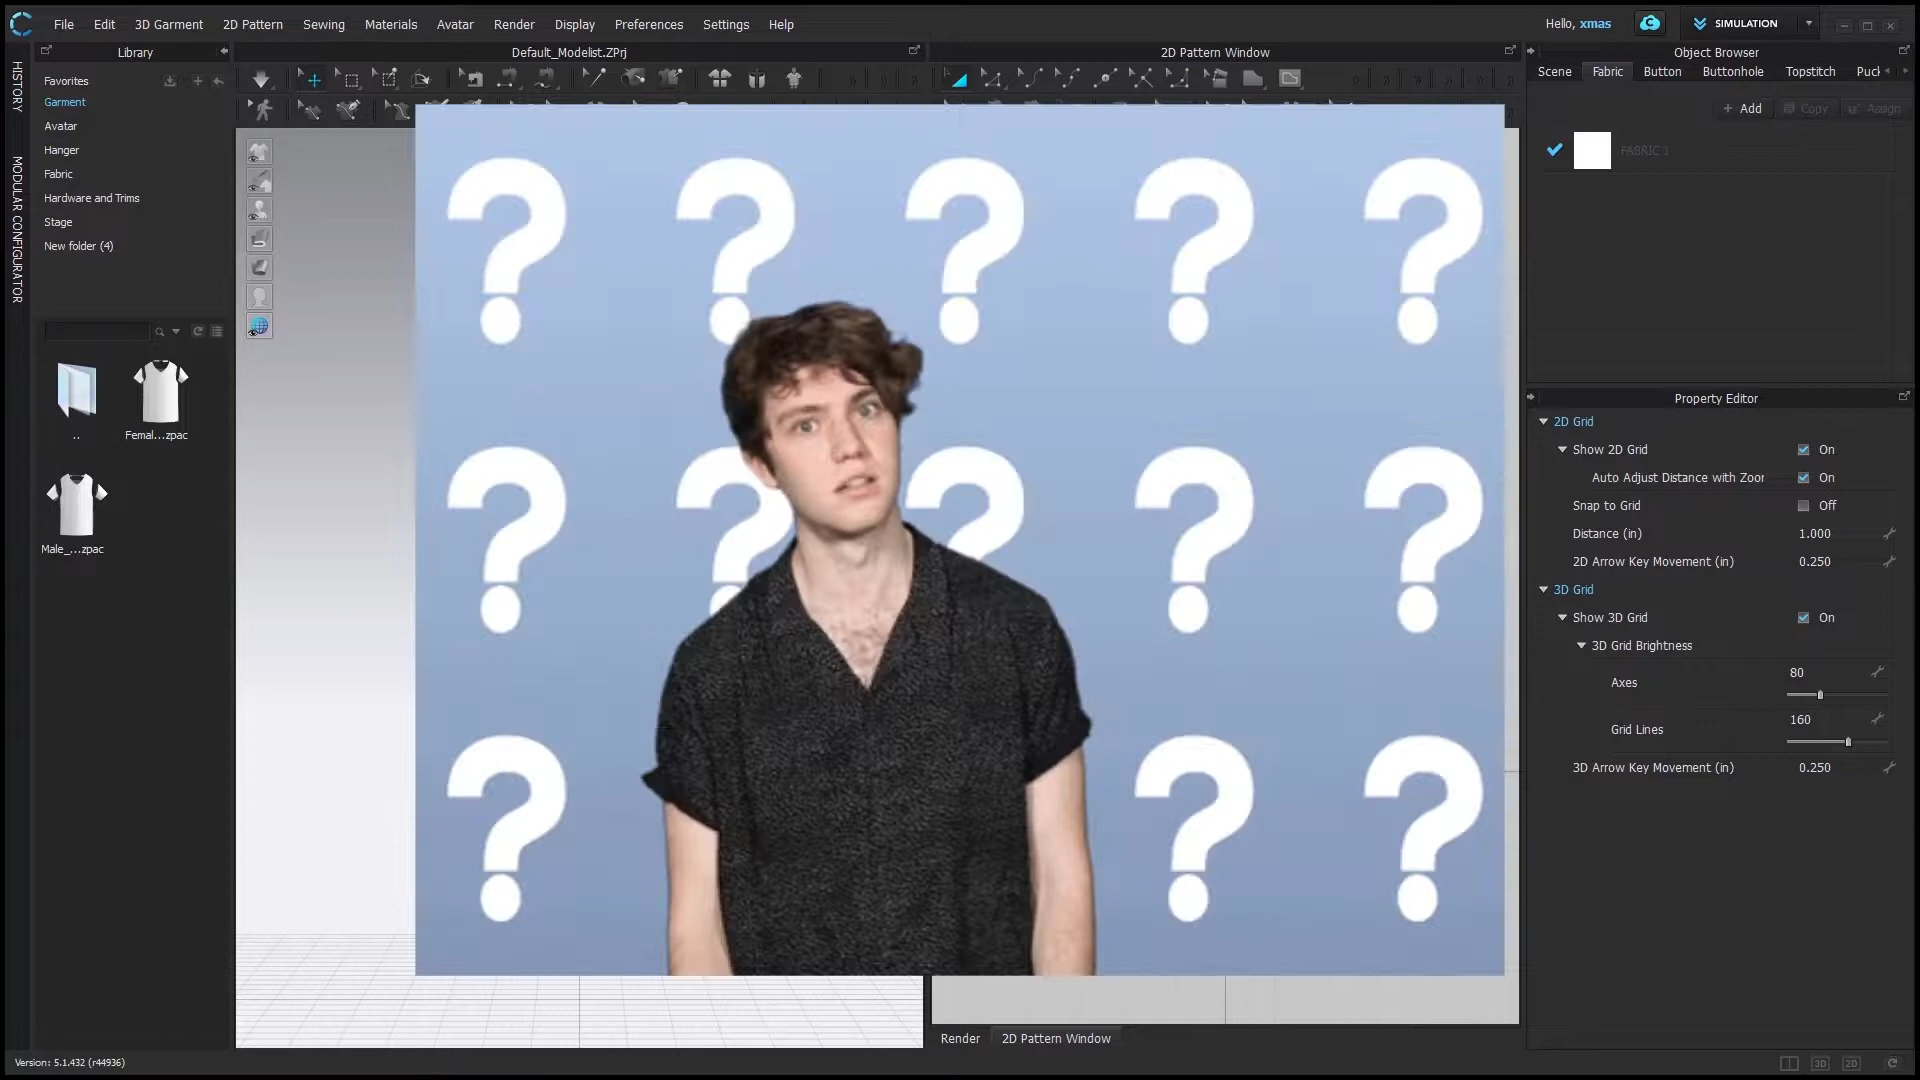 File Edit 3D Garment 2D Pattern Sewing Materials Avatar Render Display Preferences Settings Help
Hello, xmas
SIMULATION
HISTORY
MODULAR CONFIGURATOR
Library
Favorites
Garment
Avatar
Hanger
Fabric
Hardware and Trims
Stage
New folder (4)
..
Femal...zpac
Male_...zpac
Default_Modelist.ZPrj
2D Pattern Window
? ? ? ? ?
? ? ? ? ?
? ? ?
Render 2D Pattern Window
Object Browser
Scene Fabric Button Buttonhole Topstitch Puck
+ Add Copy Assign
FABRIC 1
Property Editor
2D Grid
Show 2D Grid On
Auto Adjust Distance with Zoor On
Snap to Grid Off
Distance (in) 1.000
2D Arrow Key Movement (in) 0.250
3D Grid
Show 3D Grid On
3D Grid Brightness
Axes 80
Grid Lines 160
3D Arrow Key Movement (in) 0.250
Version: 5.1.432 (r44936)
3D 2D